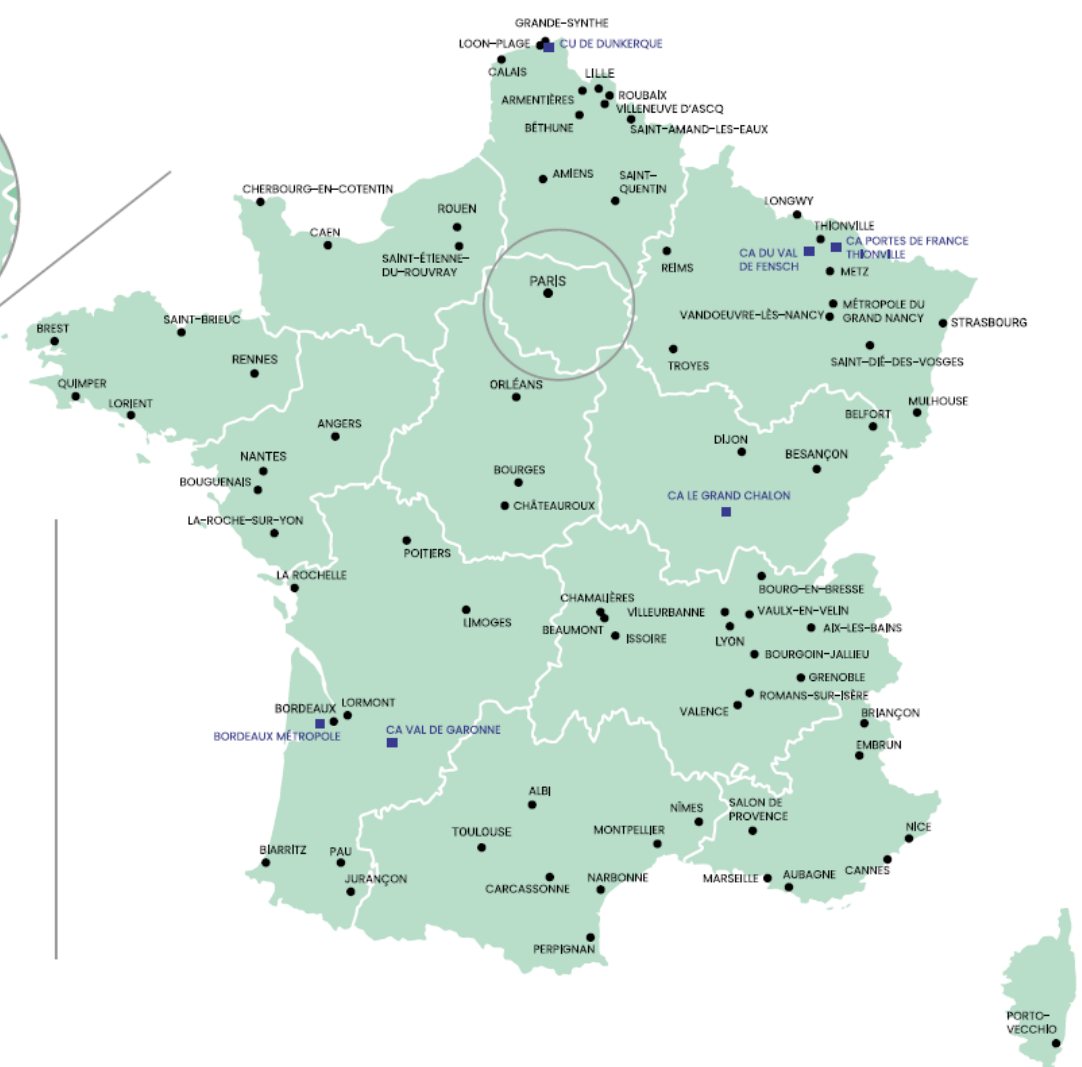 GRANDE-SYNTHE
LOON-PLAGE
CU DE DUNKERQUE
CALAIS
LILLE
ARMENTIÈRES
ROUBAIX
VILLENEUVE D'ASCQ
BÉTHUNE
SAINT-AMAND-LES-EAUX
AMIENS
SAINT-
QUENTIN
CHERBOURG-EN-COTENTIN
ROUEN
CAEN
SAINT-ÉTIENNE-
DU-ROUVRAY
LONGWY
THIONVILLE
CA PORTES DE FRANCE
THIONVILLE
CA DU VAL
DE FENSCH
REIMS
METZ
PARIS
MÉTROPOLE DU
GRAND NANCY
VANDOEUVRE-LÈS-NANCY
STRASBOURG
SAINT-DIÉ-DES-VOSGES
TROYES
BREST
SAINT-BRIEUC
RENNES
QUIMPER
LORIENT
ORLÉANS
MULHOUSE
BELFORT
ANGERS
DIJON
BESANÇON
NANTES
BOUGUENAIS
BOURGES
CHÂTEAUROUX
CA LE GRAND CHALON
LA-ROCHE-SUR-YON
POITIERS
LA ROCHELLE
BOURG-EN-BRESSE
CHAMALIÈRES
VILLEURBANNE
VAULX-EN-VELIN
LIMOGES
BEAUMONT
ISSOIRE
LYON
AIX-LES-BAINS
BOURGOIN-JALLIEU
GRENOBLE
ROMANS-SUR-ISÈRE
VALENCE
BORDEAUX
LORMONT
BORDEAUX MÉTROPOLE
CA VAL DE GARONNE
BRIANÇON
EMBRUN
ALBI
NÎMES
SALON DE
PROVENCE
TOULOUSE
MONTPELLIER
NICE
BIARRITZ
PAU
JURANÇON
CARCASSONNE
NARBONNE
MARSEILLE
AUBAGNE
CANNES
PERPIGNAN
PORTO-
VECCHIO